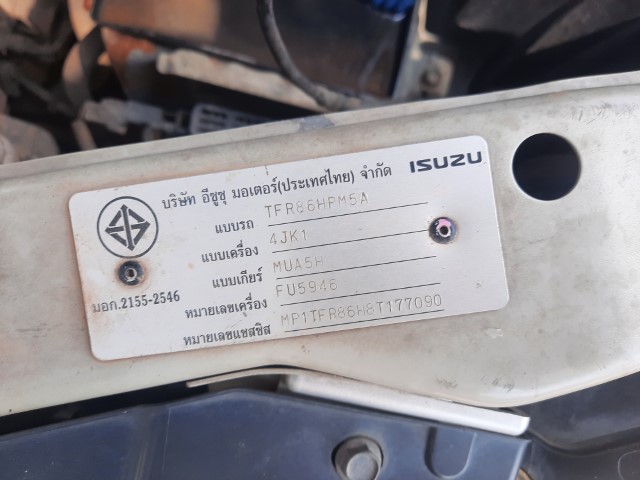 บริษัท อีซูซุ มอเตอร์(ประเทศไทย) จำกัด ISUZU
แบบรถ TFR86HPM5A
แบบเครื่อง 4JK1
แบบเกียร์ MUA5H
หมายเลขเครื่อง FU5946
หมายเลขแชสซิส MP1TFR86H8T177090
มอก.2155-2546